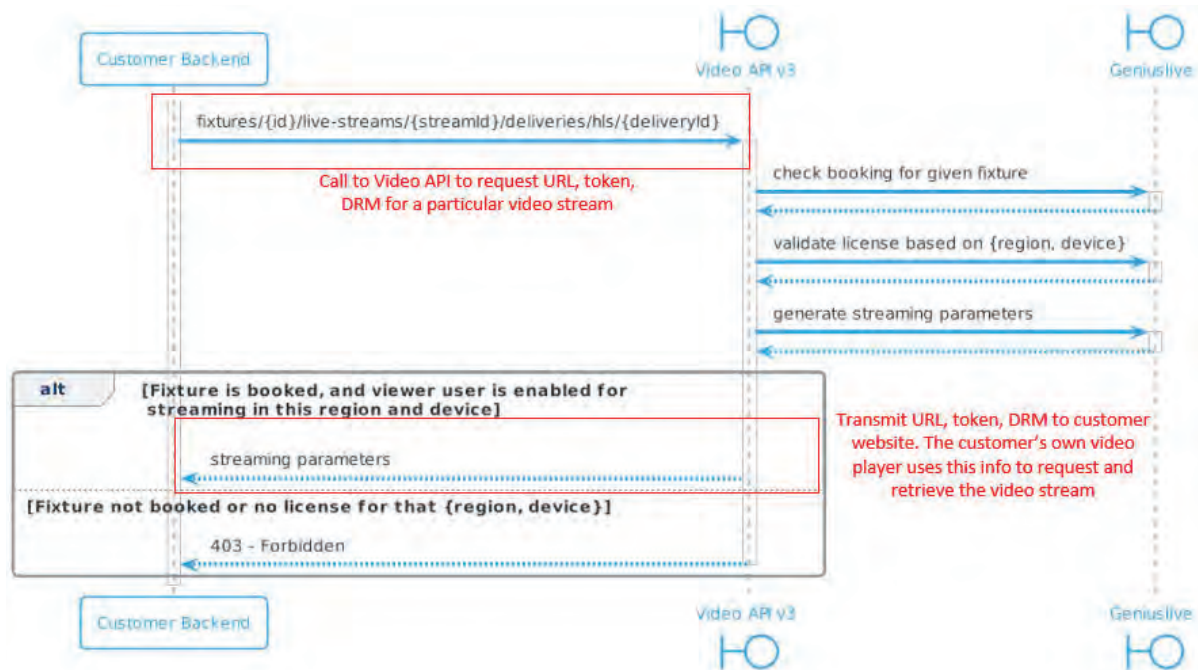 Customer Backend
Video API v3
Geniuslive
fixtures/{id}/live-streams/{streamId}/deliveries/hls/{deliveryId}
Call to Video API to request URL, token,
DRM for a particular video stream
check booking for given fixture
validate license based on {region, device}
generate streaming parameters
alt
[Fixture is booked, and viewer user is enabled for
streaming in this region and device]
Transmit URL, token, DRM to customer
website. The customer's own video
player uses this info to request and
retrieve the video stream
streaming parameters
[Fixture not booked or no license for that {region, device}]
403 - Forbidden
Customer Backend
Video API v3
Geniuslive